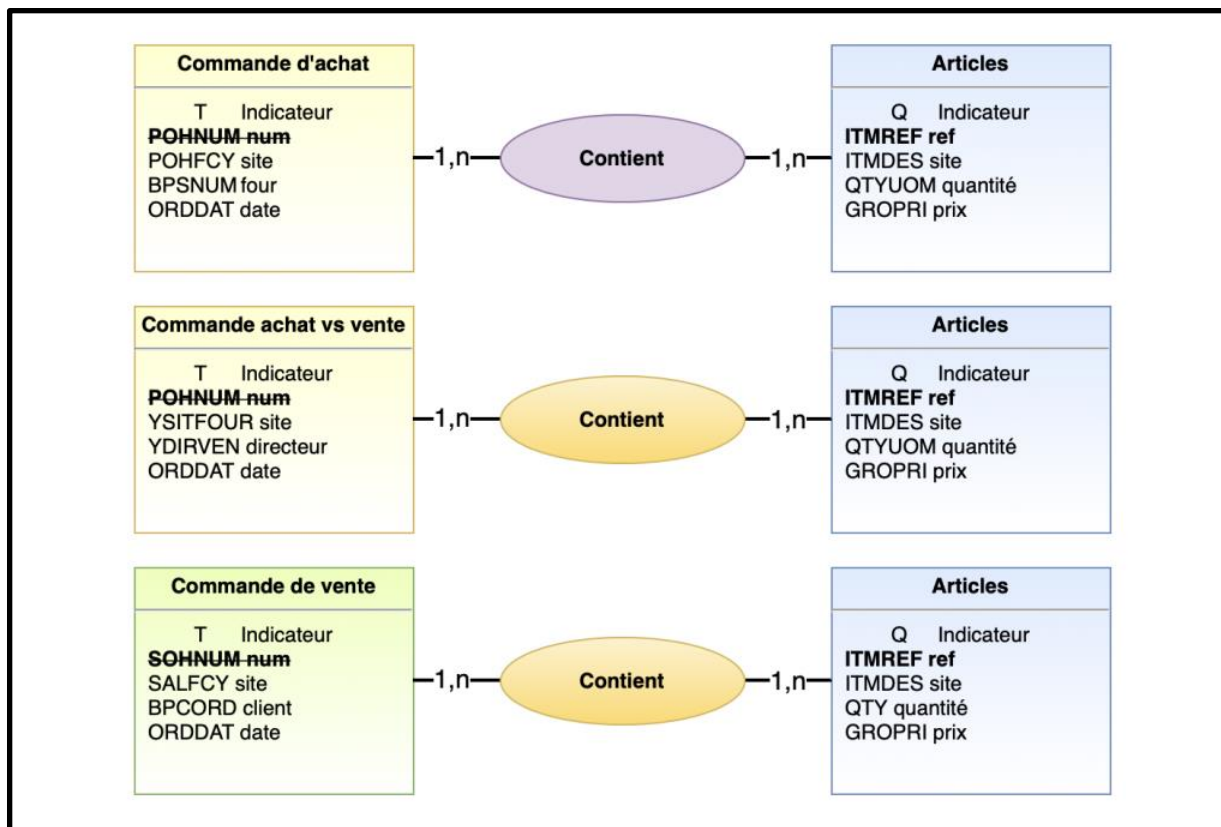 Commande d'achat
T Indicateur
POHNUM num
POHFCY site
BPSNUM four
ORDDAT date
1,n
Contient
1,n
Articles
Q Indicateur
ITMREF ref
ITMDES site
QTYUOM quantité
GROPRI prix
Commande achat vs vente
T Indicateur
POHNUM num
YSITFOUR site
YDIRVEN directeur
ORDDAT date
1,n
Contient
1,n
Articles
Q Indicateur
ITMREF ref
ITMDES site
QTYUOM quantité
GROPRI prix
Commande de vente
T Indicateur
SOHNUM num
SALFCY site
BPCORD client
ORDDAT date
1,n
Contient
1,n
Articles
Q Indicateur
ITMREF ref
ITMDES site
QTY quantité
GROPRI prix